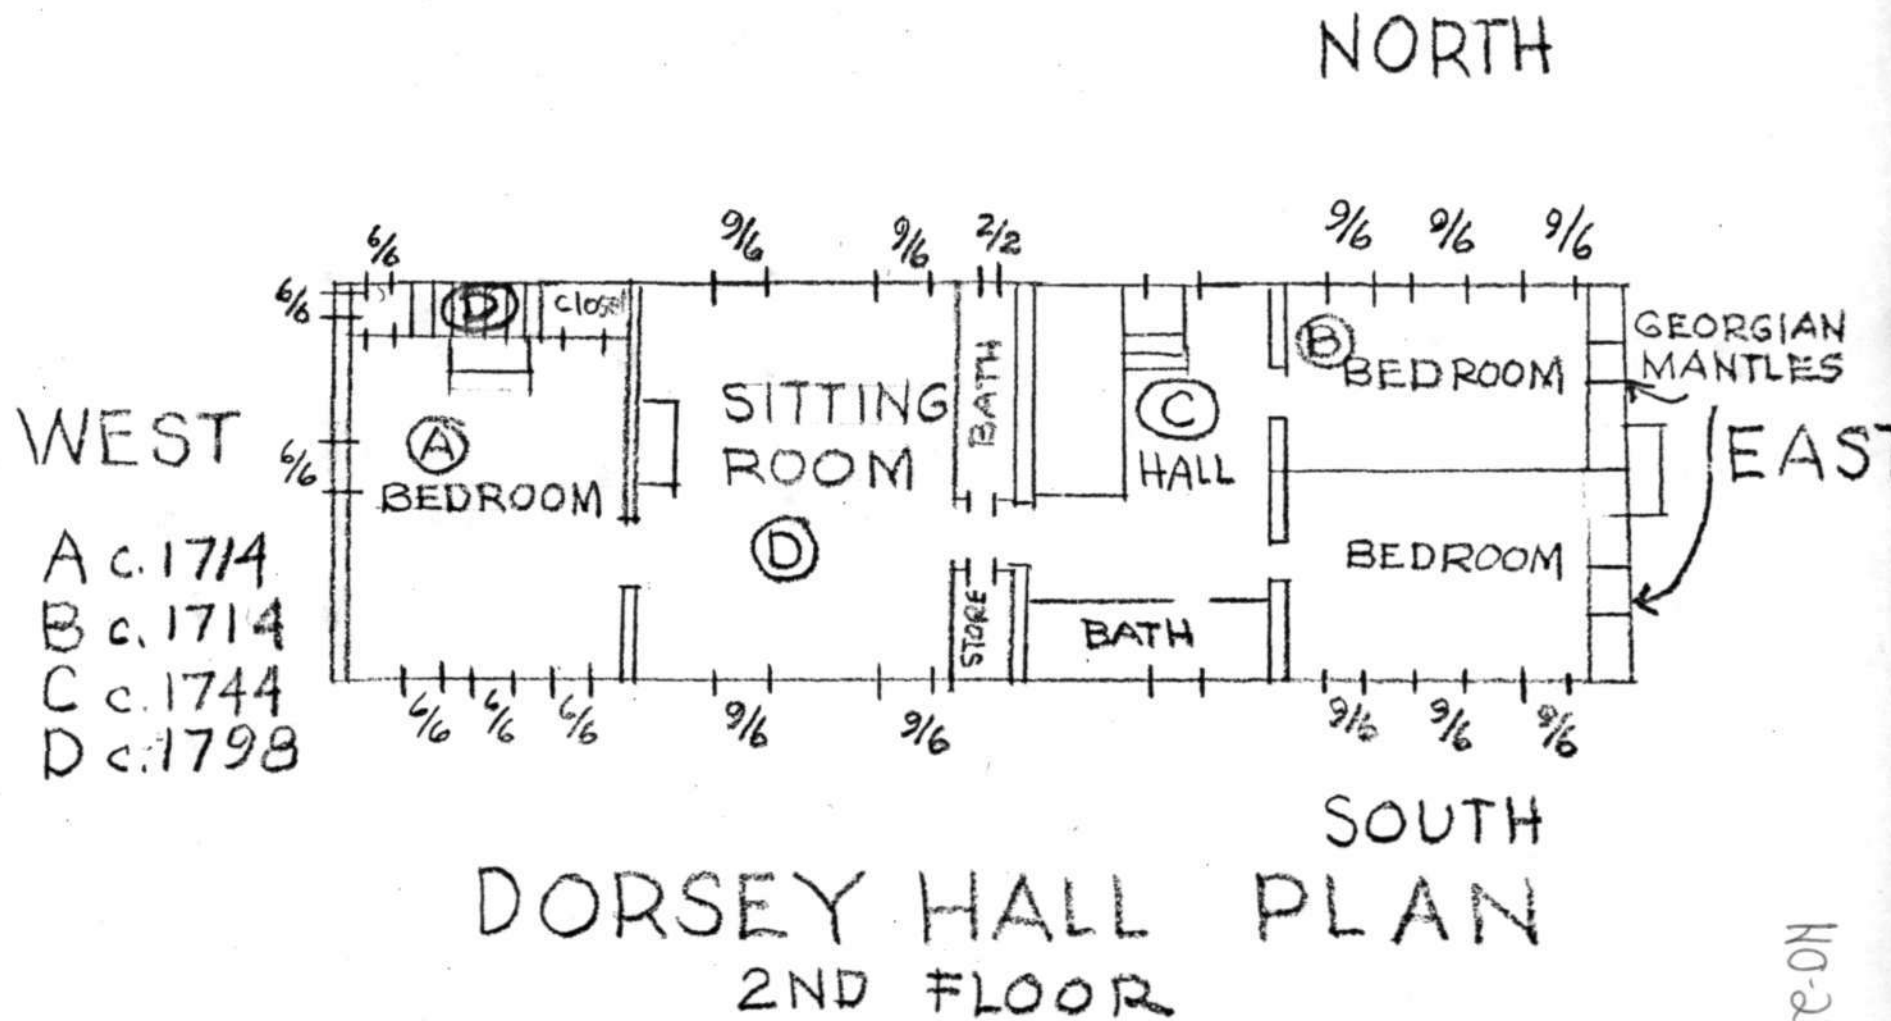 NORTH
6/6
9/6
9/6
2/2
9/6
9/6
9/6
6/6
D
CLOSET
GEORGIAN
MANTLES
B
BEDROOM
SITTING
ROOM
BATH
C
HALL
WEST
6/6
A
BEDROOM
EAST
D
BEDROOM
STORE
BATH
A c. 1714
B c. 1714
C c. 1744
D c. 1798
6/6
6/6
6/6
9/6
9/6
9/6
9/6
9/6
SOUTH
DORSEY HALL PLAN
2ND FLOOR
HO-2